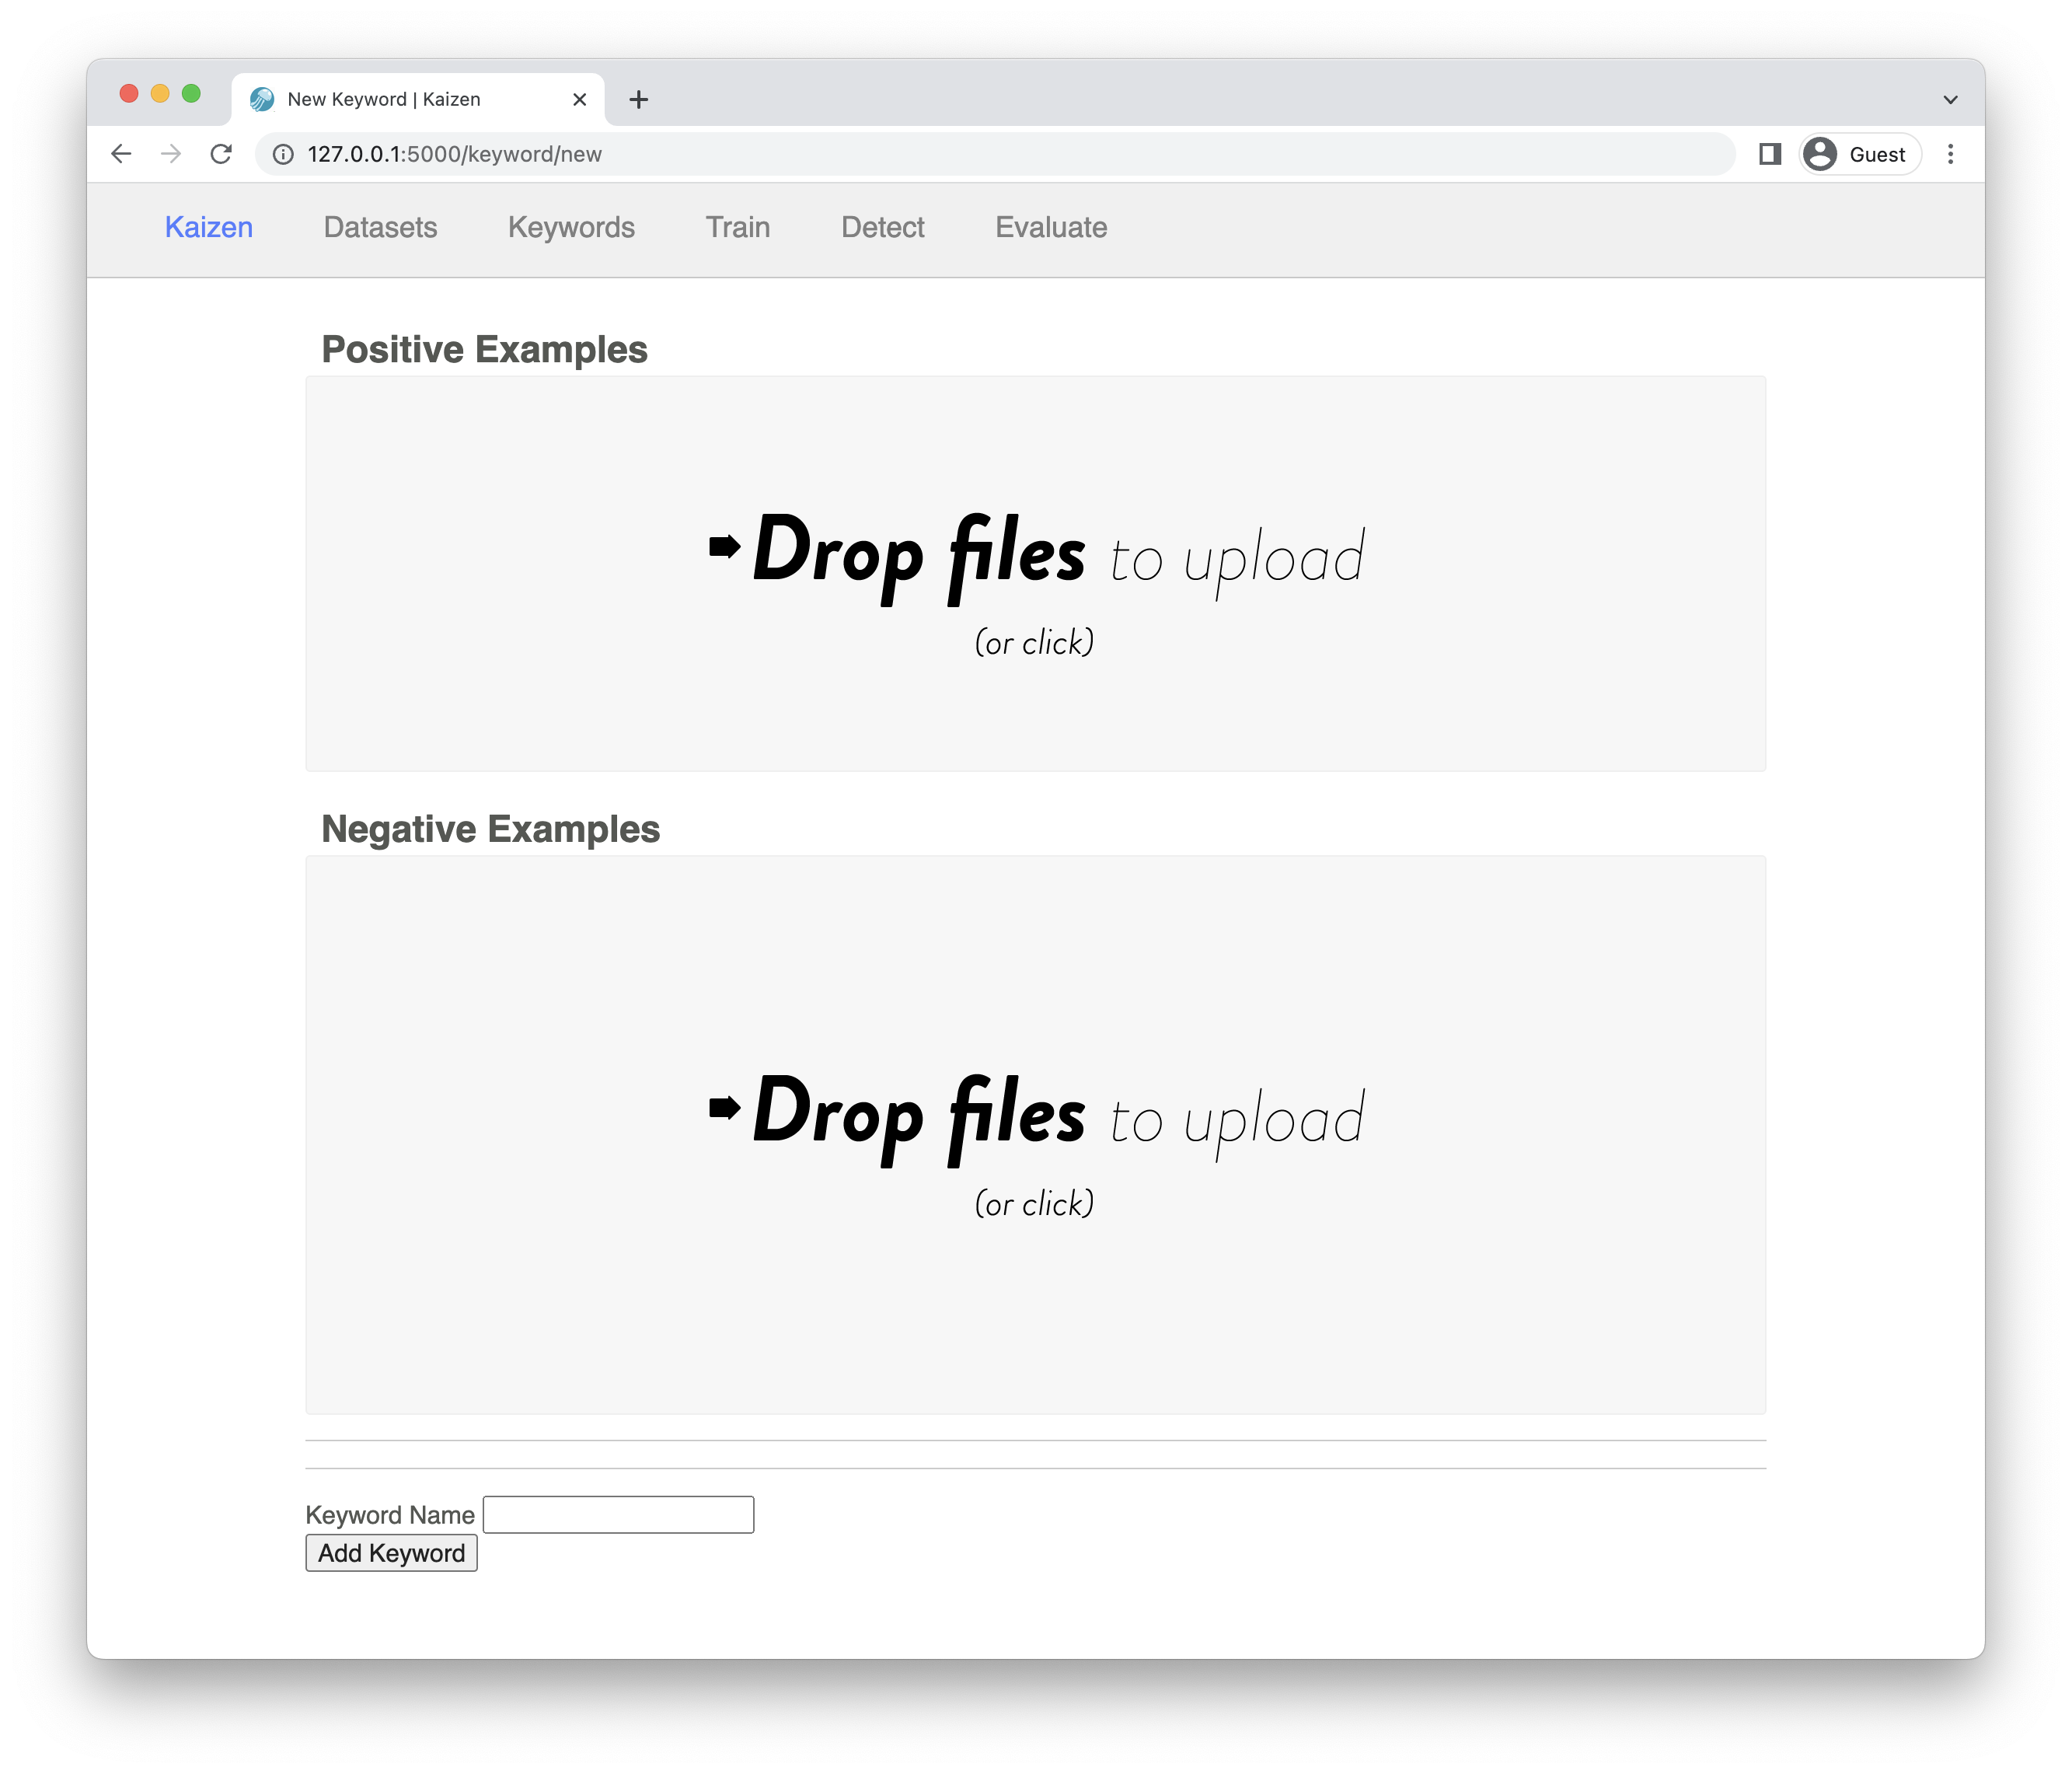 New Keyword | Kaizen
127.0.0.1:5000/keyword/new
Guest
Kaizen Datasets Keywords Train Detect Evaluate
Positive Examples
Drop files to upload
(or click)
Negative Examples
Drop files to upload
(or click)
Keyword Name
Add Keyword